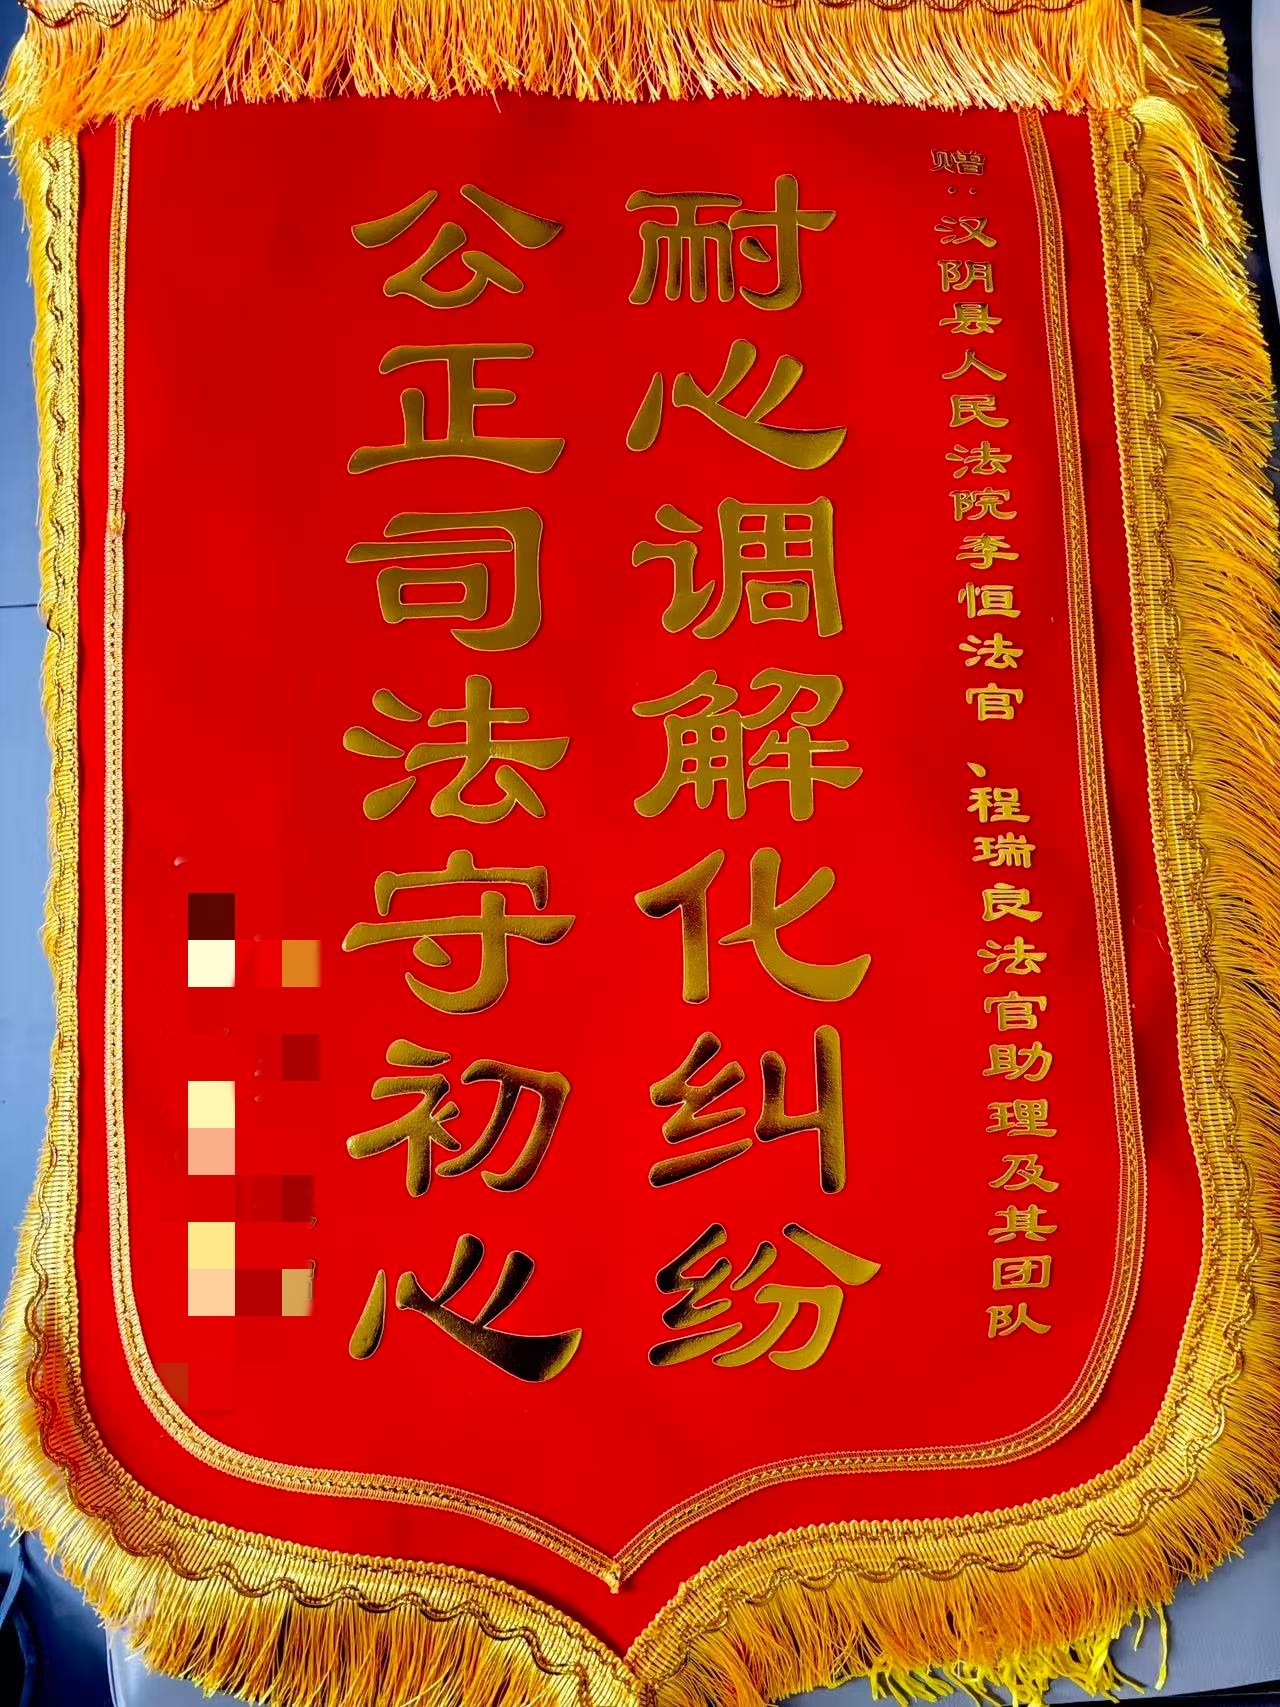 赠：汉阴县人民法院李恒法官、程瑞良法官助理及其团队
耐心调解化纠纷
公正司法守初心